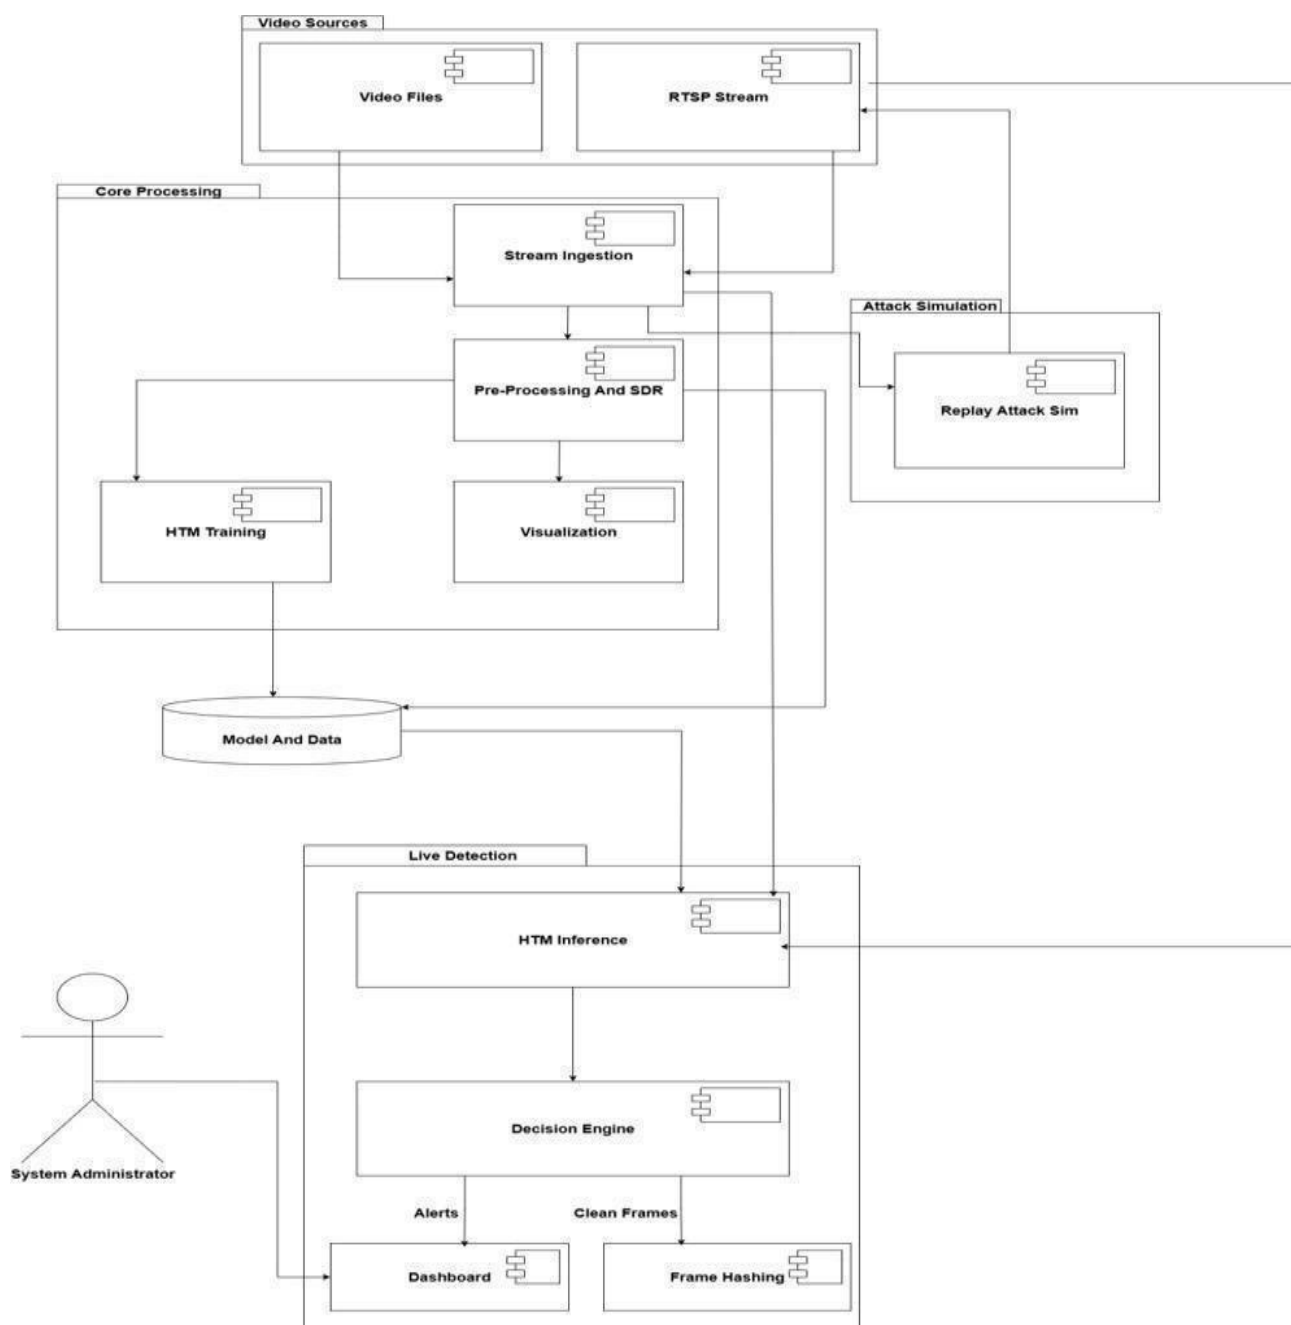 Video Sources
Video Files
RTSP Stream
Core Processing
Stream Ingestion
Attack Simulation
Pre-Processing And SDR
Replay Attack Sim
HTM Training
Visualization
Model And Data
Live Detection
HTM Inference
Decision Engine
System Administrator
Alerts
Clean Frames
Dashboard
Frame Hashing